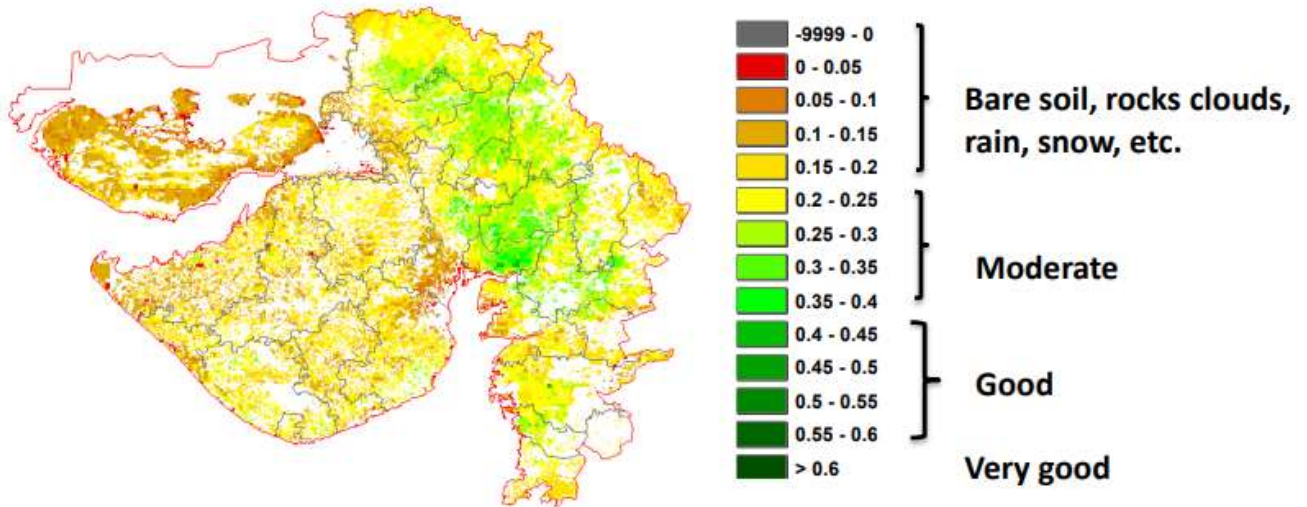 -9999 - 0
0 - 0.05
0.05 - 0.1
0.1 - 0.15
0.15 - 0.2
Bare soil, rocks clouds,
rain, snow, etc.
0.2 - 0.25
0.25 - 0.3
0.3 - 0.35
0.35 - 0.4
Moderate
0.4 - 0.45
0.45 - 0.5
0.5 - 0.55
0.55 - 0.6
Good
> 0.6
Very good